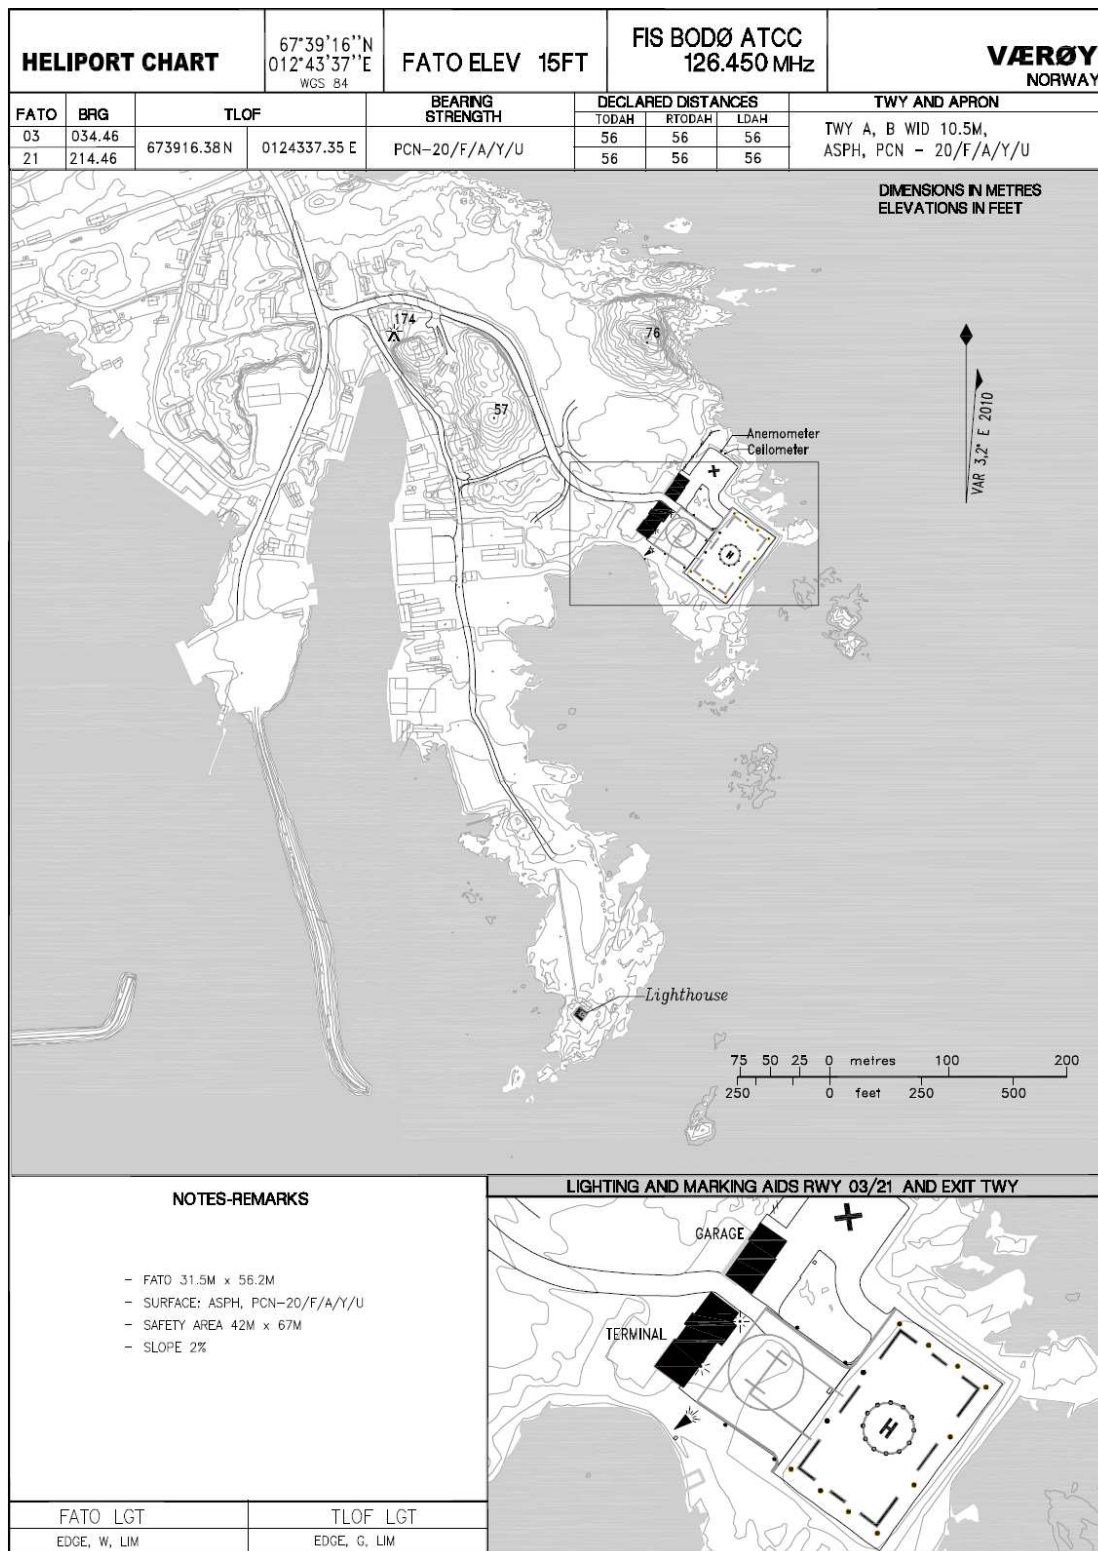 HELIPORT CHART
67°39'16''N
012°43'37''E
WGS 84
FATO ELEV 15FT
FIS BODØ ATCC
126.450 MHz
VÆRØY
NORWAY
FATO BRG TLOF BEARING STRENGTH DECLARED DISTANCES TWY AND APRON
TODAH RTODAH LDAH
03 034.46 673916.38N 0124337.35 E PCN-20/F/A/Y/U 56 56 56 TWY A, B WID 10.5M,
21 214.46 56 56 56 ASPH, PCN - 20/F/A/Y/U
DIMENSIONS IN METRES
ELEVATIONS IN FEET
174
76
57
VAR 3,2° E 2010
Anemometer
Ceilometer
H
Lighthouse
75 50 25 0 metres 100 200
250 0 feet 250 500
NOTES-REMARKS
- FATO 31.5M x 56.2M
- SURFACE: ASPH, PCN-20/F/A/Y/U
- SAFETY AREA 42M x 67M
- SLOPE 2%
LIGHTING AND MARKING AIDS RWY 03/21 AND EXIT TWY
GARAGE
TERMINAL
H
FATO LGT TLOF LGT
EDGE, W, LIM EDGE, G, LIM